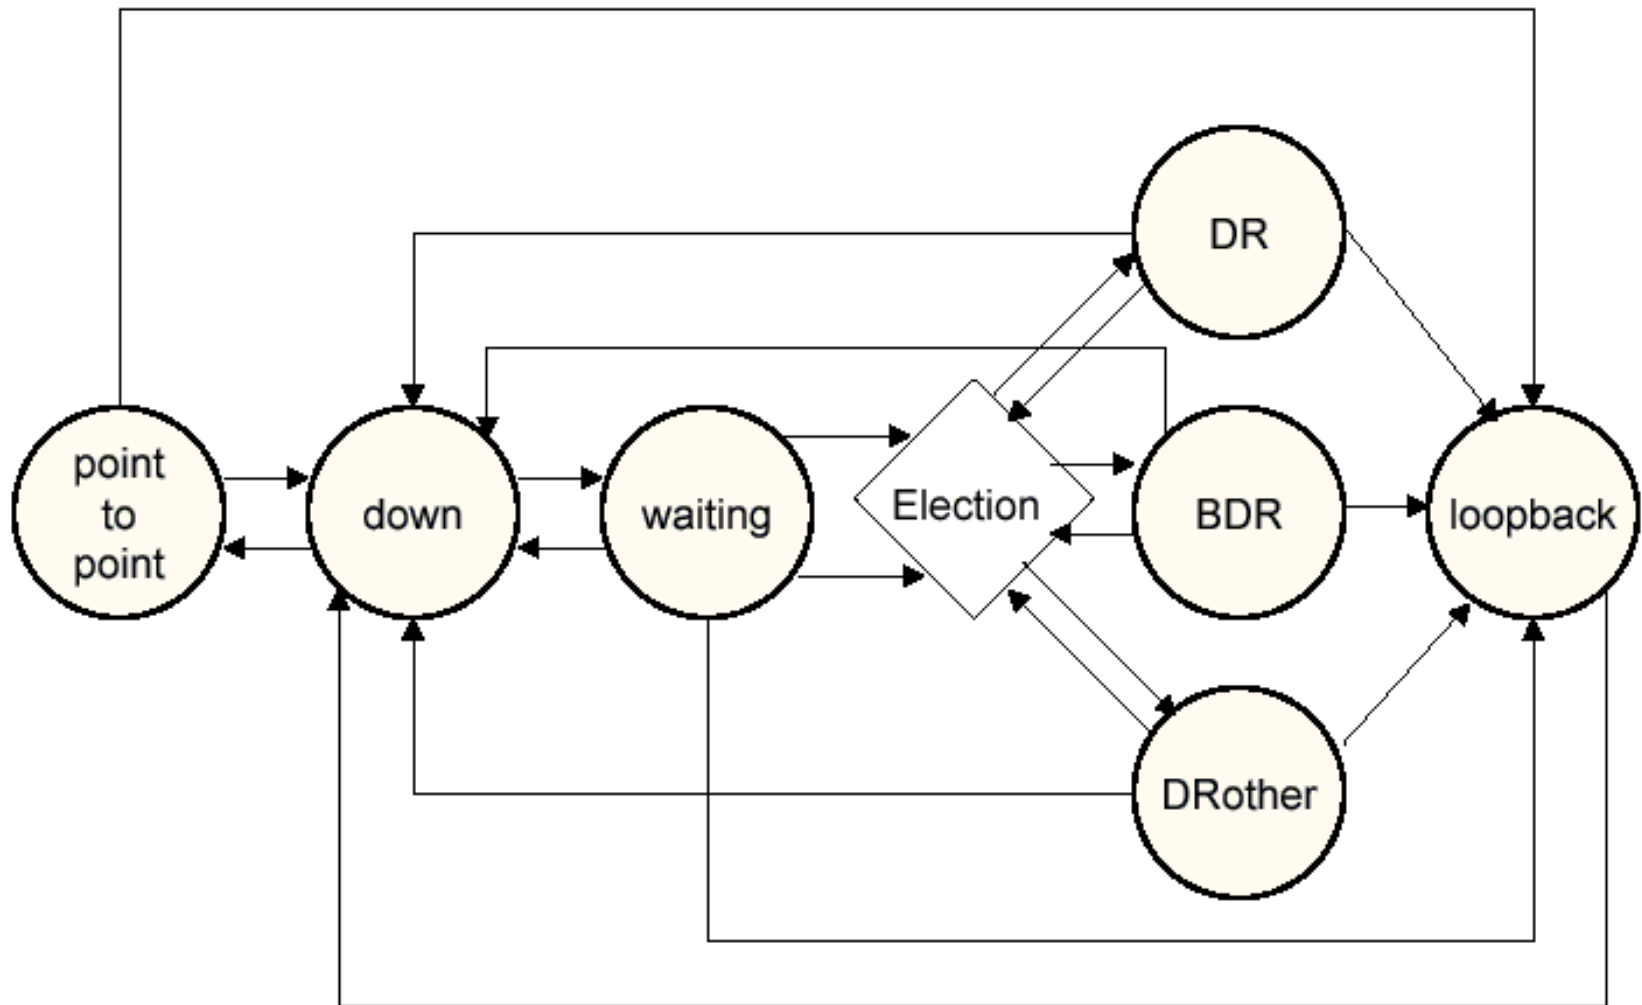 DR
point
to
point
down
waiting
Election
BDR
loopback
DRother